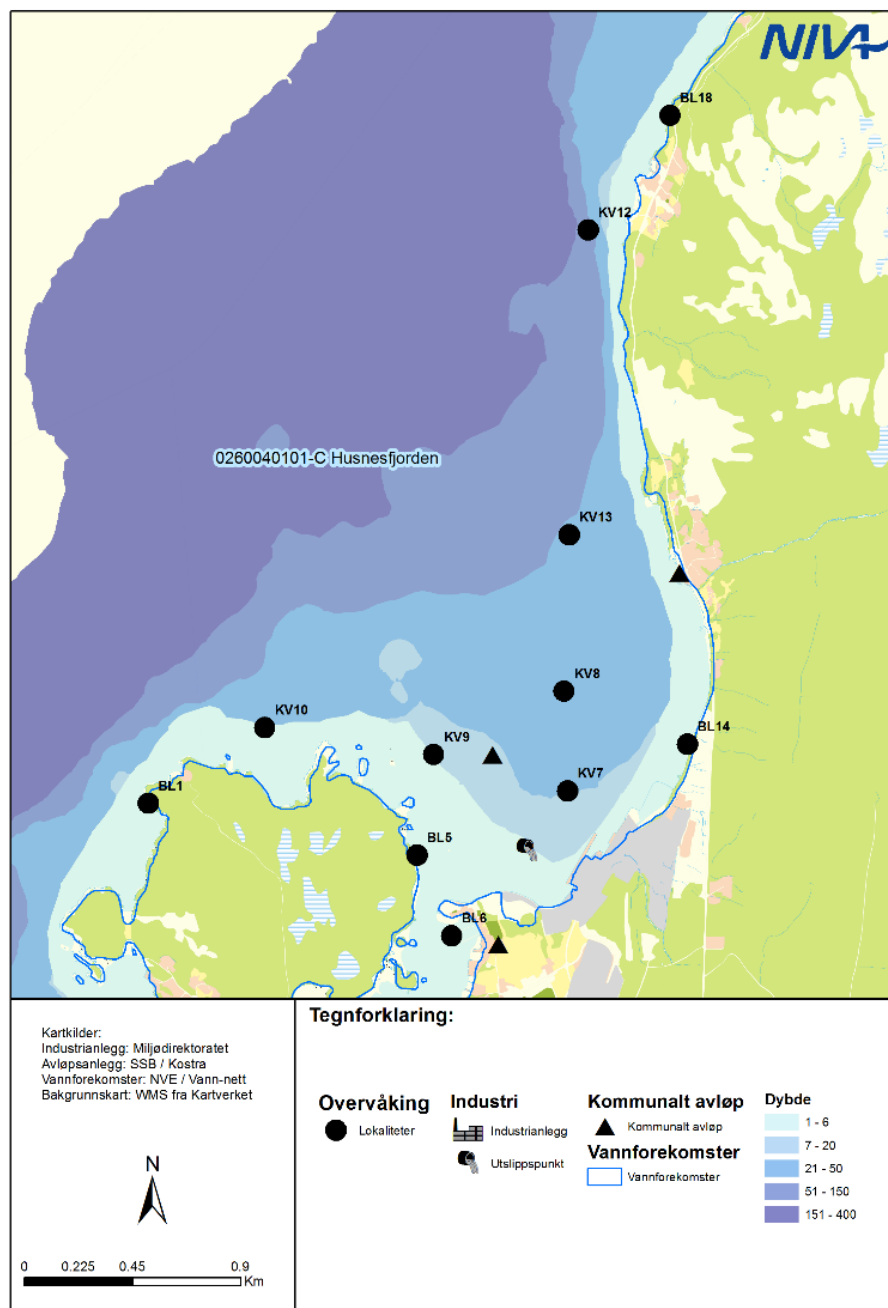 NIVA
BL18
KV12
0260040101-C Husnesfjorden
KV13
KV8
KV10
BL14
KV9
KV7
BL1
BL5
BL6
Kartkilder:
Industrianlegg: Miljødirektoratet
Avløpsanlegg: SSB / Kostra
Vannforekomster: NVE / Vann-nett
Bakgrunnskart: WMS fra Kartverket
N
0 0.225 0.45 0.9
Km
Tegnforklaring:
Overvåking
Lokaliteter
Industri
Industrianlegg
Utslippspunkt
Kommunalt avløp
Kommunalt avløp
Vannforekomster
Vannforekomster
Dybde
1 - 6
7 - 20
21 - 50
51 - 150
151 - 400